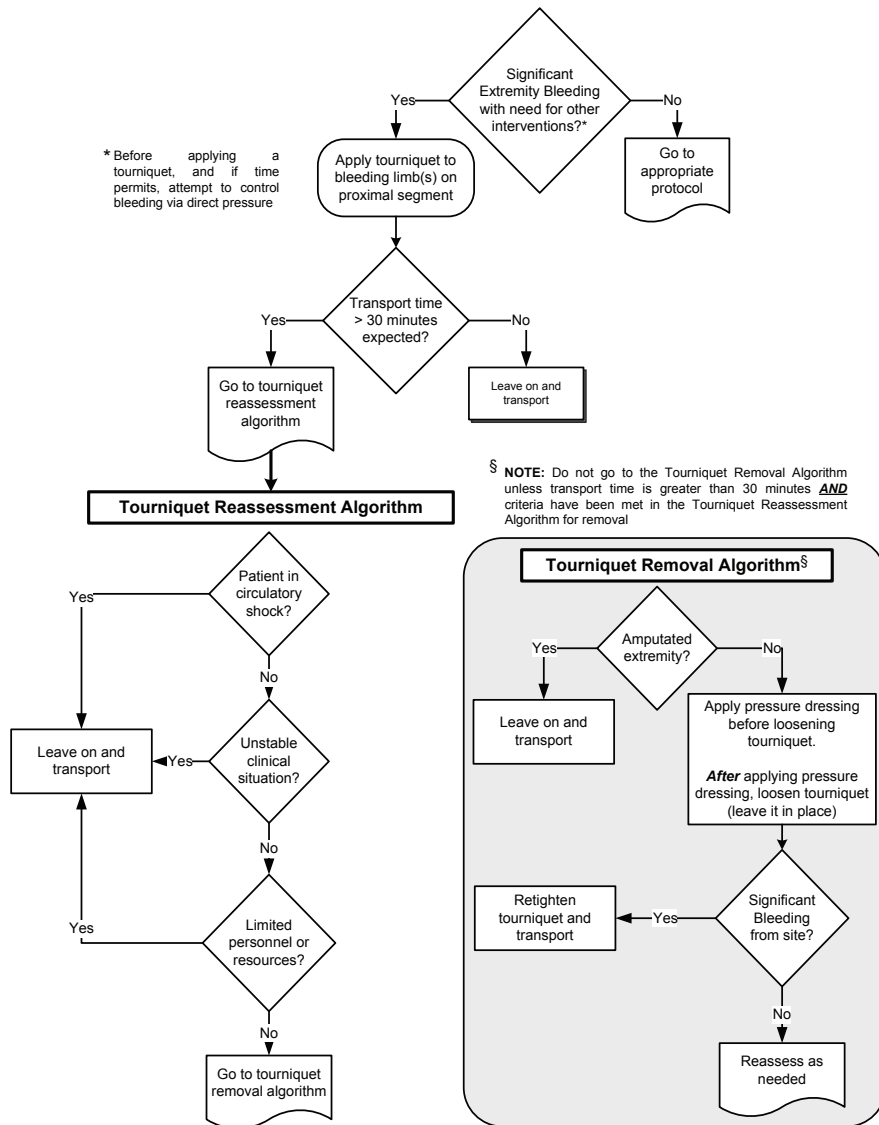 Significant
Extremity Bleeding
with need for other
interventions?*
Yes
No
* Before applying a
tourniquet, and if time
permits, attempt to control
bleeding via direct pressure
Apply tourniquet to
bleeding limb(s) on
proximal segment
Go to
appropriate
protocol
Transport time
> 30 minutes
expected?
Yes
No
Go to tourniquet
reassessment
algorithm
Leave on and
transport
§ NOTE: Do not go to the Tourniquet Removal Algorithm
unless transport time is greater than 30 minutes AND
criteria have been met in the Tourniquet Reassessment
Algorithm for removal
Tourniquet Reassessment Algorithm
Patient in
circulatory
shock?
Yes
No
Leave on and
transport
Yes
Unstable
clinical
situation?
No
Yes
Limited
personnel or
resources?
No
Go to tourniquet
removal algorithm
Tourniquet Removal Algorithm§
Amputated
extremity?
Yes
No
Leave on and
transport
Apply pressure dressing
before loosening
tourniquet.
After applying pressure
dressing, loosen tourniquet
(leave it in place)
Retighten
tourniquet and
transport
Yes
Significant
Bleeding
from site?
No
Reassess as
needed